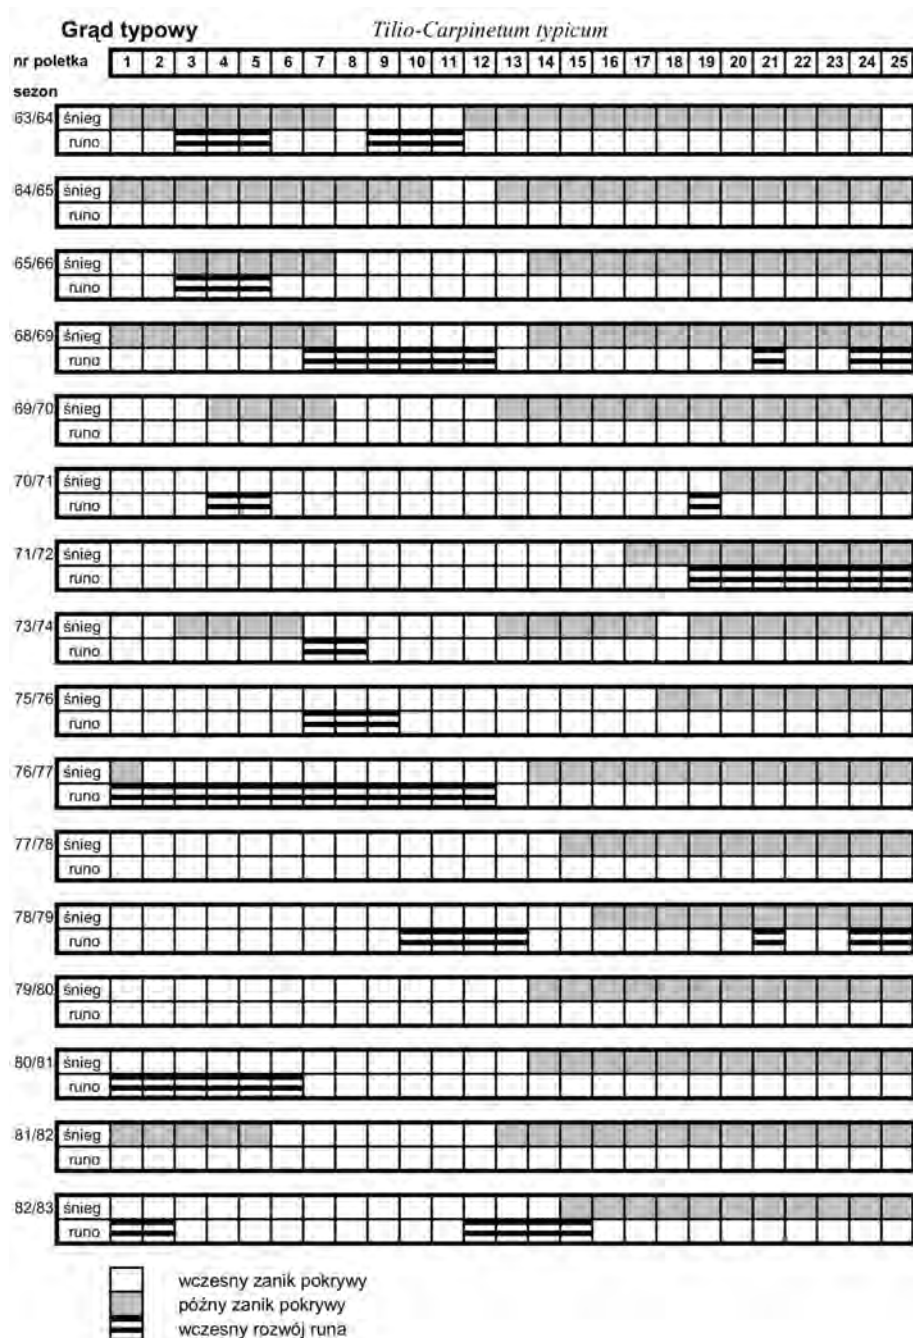 Grąd typowy Tilio-Carpinetum typicum
nr poletka 1 2 3 4 5 6 7 8 9 10 11 12 13 14 15 16 17 18 19 20 21 22 23 24 25
sezon
63/64 śnieg
runo
64/65 śnieg
runo
65/66 śnieg
runo
68/69 śnieg
runo
69/70 śnieg
runo
70/71 śnieg
runo
71/72 śnieg
runo
73/74 śnieg
runo
75/76 śnieg
runo
76/77 śnieg
runo
77/78 śnieg
runo
78/79 śnieg
runo
79/80 śnieg
runo
80/81 śnieg
runo
81/82 śnieg
runo
82/83 śnieg
runo
wczesny zanik pokrywy
późny zanik pokrywy
wczesny rozwój runa